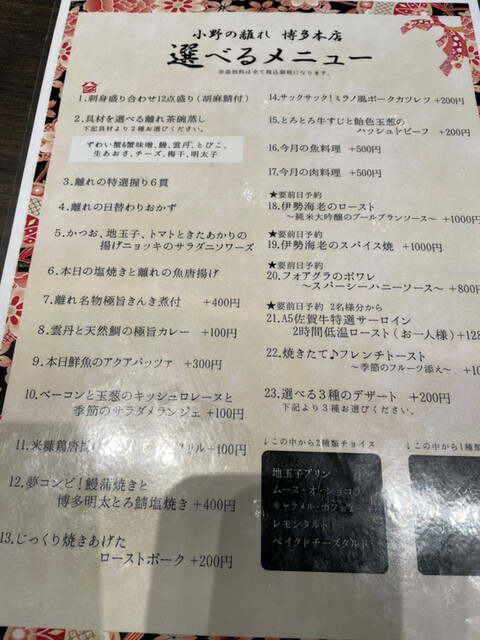 小野の離れ 博多本店
選べるメニュー
※追加料は全て税込価格になります。
1.刺身盛り合わせ12点盛り(胡麻鯖付)
2.具材を選べる離れ茶碗蒸し
下記具材より2種お選びください。
ずわい蟹&蟹味噌、鰻、雲丹、とびこ、
生あおさ、チーズ、梅干、明太子
3.離れの特選握り6貫
4.離れの日替わりおかず
5.かつお、地玉子、トマトときたあかりの
揚げニョッキのサラダニソワーズ
6.本日の塩焼きと離れの魚唐揚げ
7.離れ名物極旨きんき煮付 +400円
8.雲丹と天然鯛の極旨カレー +100円
9.本日鮮魚のアクアパッツァ +300円
10.ベーコンと玉葱のキッシュロレーヌと
季節のサラダメランジェ +100円
11.米糠鶏唐 リル +100円
12.夢コンビ!鰻蒲焼きと
博多明太とろ鯖塩焼き +400円
13.じっくり焼きあげた
ローストポーク +200円
14.サックサック!ミラノ風ポークカツレツ +200円
15.とろとろ牛すじと飴色玉葱の
ハッシュドビーフ +200円
16.今月の魚料理 +500円
17.今月の肉料理 +500円
★要前日予約
18.伊勢海老のロースト
～純米大吟醸のブールブランソース～ +1000円
★要前日予約
19.伊勢海老のスパイス焼 +1000円
★要前日予約
20.フォアグラのポワレ
～スパーシーハニーソース～ +800円
★要前日予約 2名様分から
21.A5佐賀牛特選サーロイン
2時間低温ロースト(お一人様) +128
22.焼きたて♪フレンチトースト
～季節のフルーツ添え～ +10
23.選べる3種のデザート +200円
下記より3種お選びください。
↓この中から2種類チョイス
地玉子プリン
ムース・オ・ショコラ
キャラメル・カフェ
レモンタルト
ベイクドチーズタルト
↓この中から1種類